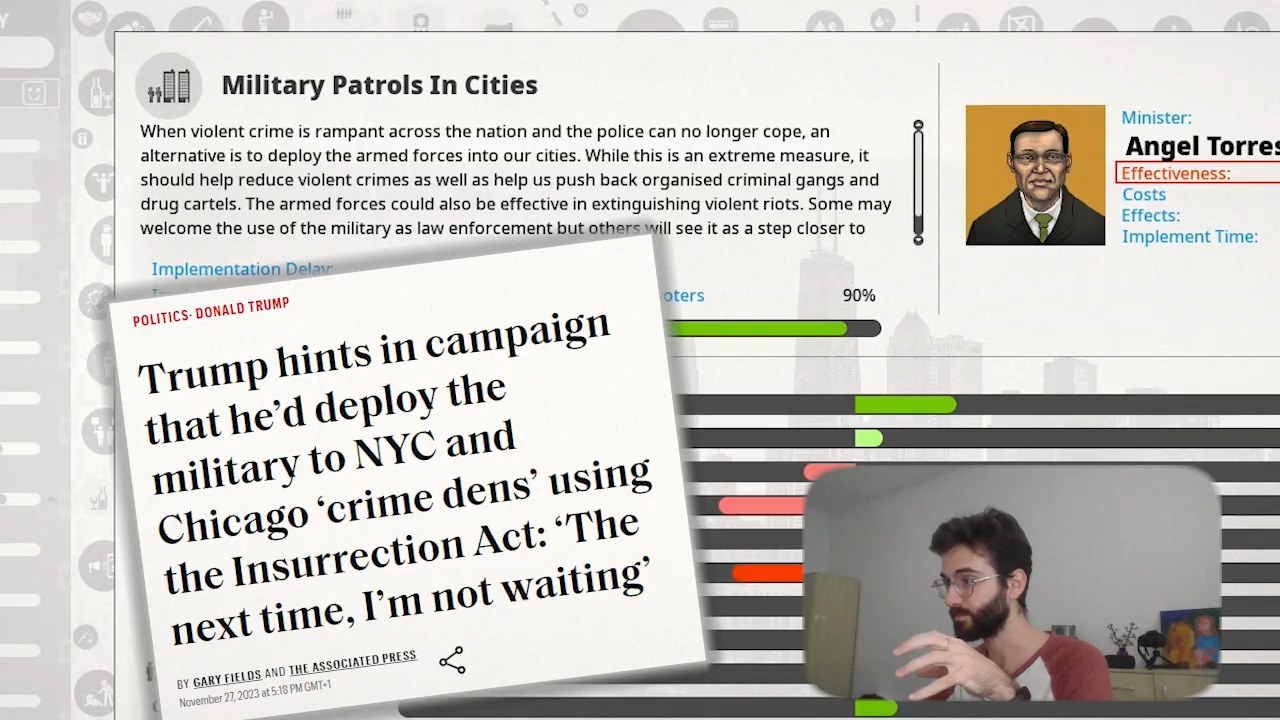 Military Patrols In Cities
When violent crime is rampant across the nation and the police can no longer cope, an
alternative is to deploy the armed forces into our cities. While this is an extreme measure, it
should help reduce violent crimes as well as help us push back organised criminal gangs and
drug cartels. The armed forces could also be effective in extinguishing violent riots. Some may
welcome the use of the military as law enforcement but others will see it as a step closer to
Implementation Delay:
oters
90%
Minister:
Angel Torres
Effectiveness:
Costs
Effects:
Implement Time:
POLITICS· DONALD TRUMP
Trump hints in campaign
that he’d deploy the
military to NYC and
Chicago ‘crime dens’ using
the Insurrection Act: ‘The
next time, I’m not waiting’
BY GARY FIELDS AND THE ASSOCIATED PRESS
November 27, 2023 at 5:18 PM GMT+1